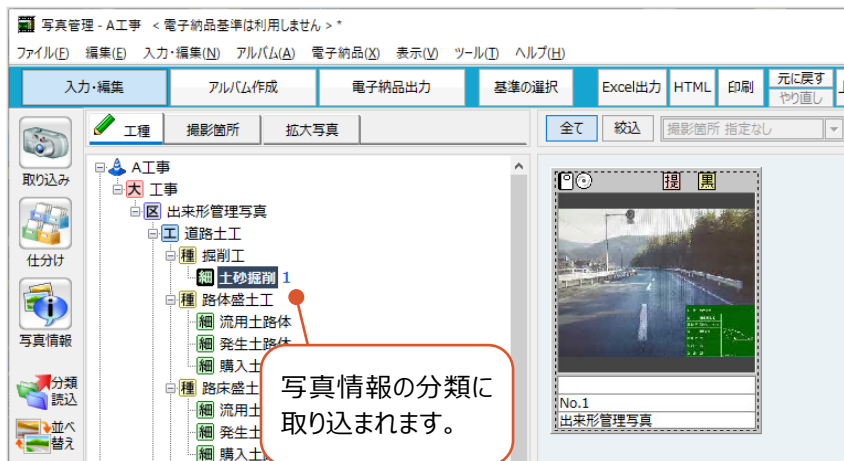 写真管理 - A工事 < 電子納品基準は利用しません > *
ファイル(F) 編集(E) 入力・編集(N) アルバム(A) 電子納品(X) 表示(V) ツール(T) ヘルプ(H)
入力・編集 アルバム作成 電子納品出力 基準の選択 Excel出力 HTML 印刷 元に戻す
やり直し
工種 撮影箇所 拡大写真 全て 絞込 撮影箇所 指定なし
取り込み
仕分け
写真情報
分類
読込
並べ
替え
A工事
大 工事
区 出来形管理写真
工 道路土工
種 掘削工
細 土砂掘削 1
種 路体盛土工
細 流用土路体
細 発生土路体
細 購入土
種 路床盛土
細 流用土
細 発生土
細 購入土
写真情報の分類に
取り込まれます。
提 黒
No.1
出来形管理写真